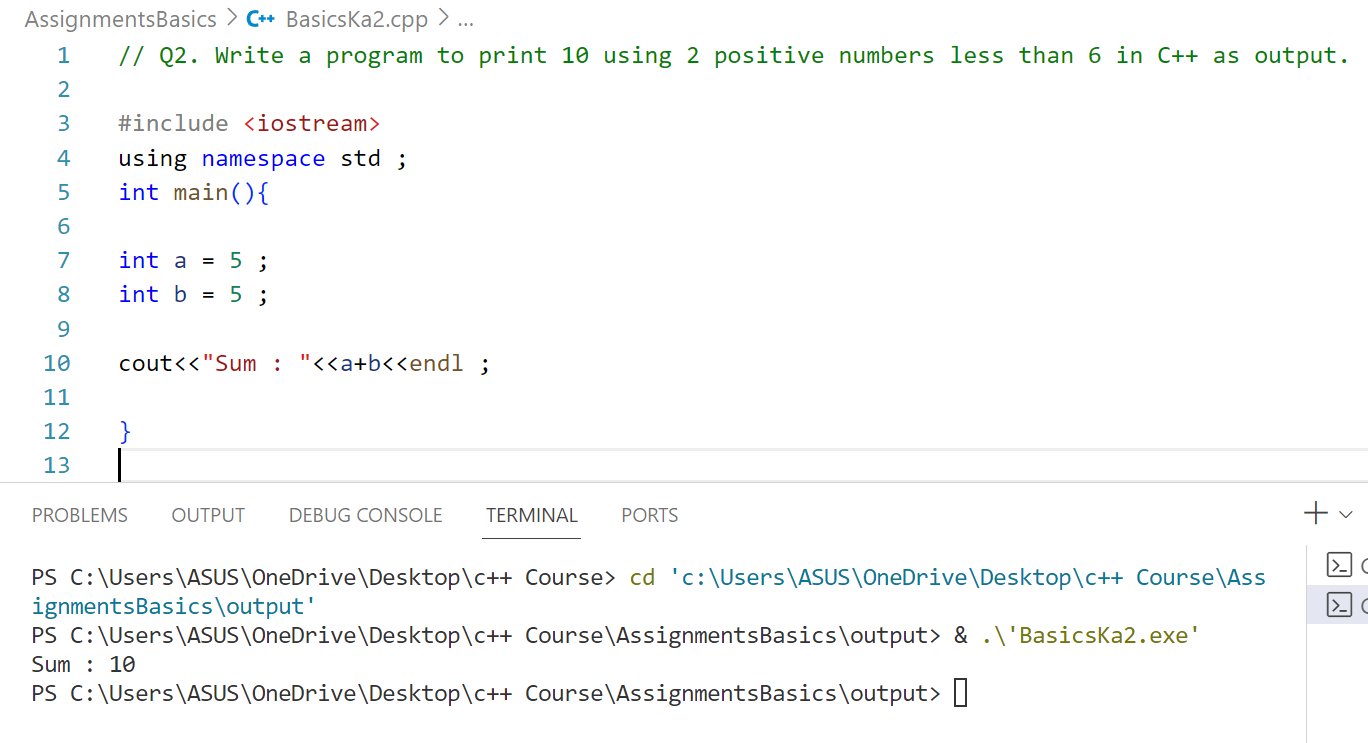 AssignmentsBasics > C++ BasicsKa2.cpp > ...
1 // Q2. Write a program to print 10 using 2 positive numbers less than 6 in C++ as output.
2
3 #include <iostream>
4 using namespace std ;
5 int main(){
6
7 int a = 5 ;
8 int b = 5 ;
9
10 cout<<"Sum : "<<a+b<<endl ;
11
12 }
13
PROBLEMS OUTPUT DEBUG CONSOLE TERMINAL PORTS
PS C:\Users\ASUS\OneDrive\Desktop\c++ Course> cd 'c:\Users\ASUS\OneDrive\Desktop\c++ Course\Ass
ignmentsBasics\output'
PS C:\Users\ASUS\OneDrive\Desktop\c++ Course\AssignmentsBasics\output> & .\'BasicsKa2.exe'
Sum : 10
PS C:\Users\ASUS\OneDrive\Desktop\c++ Course\AssignmentsBasics\output>